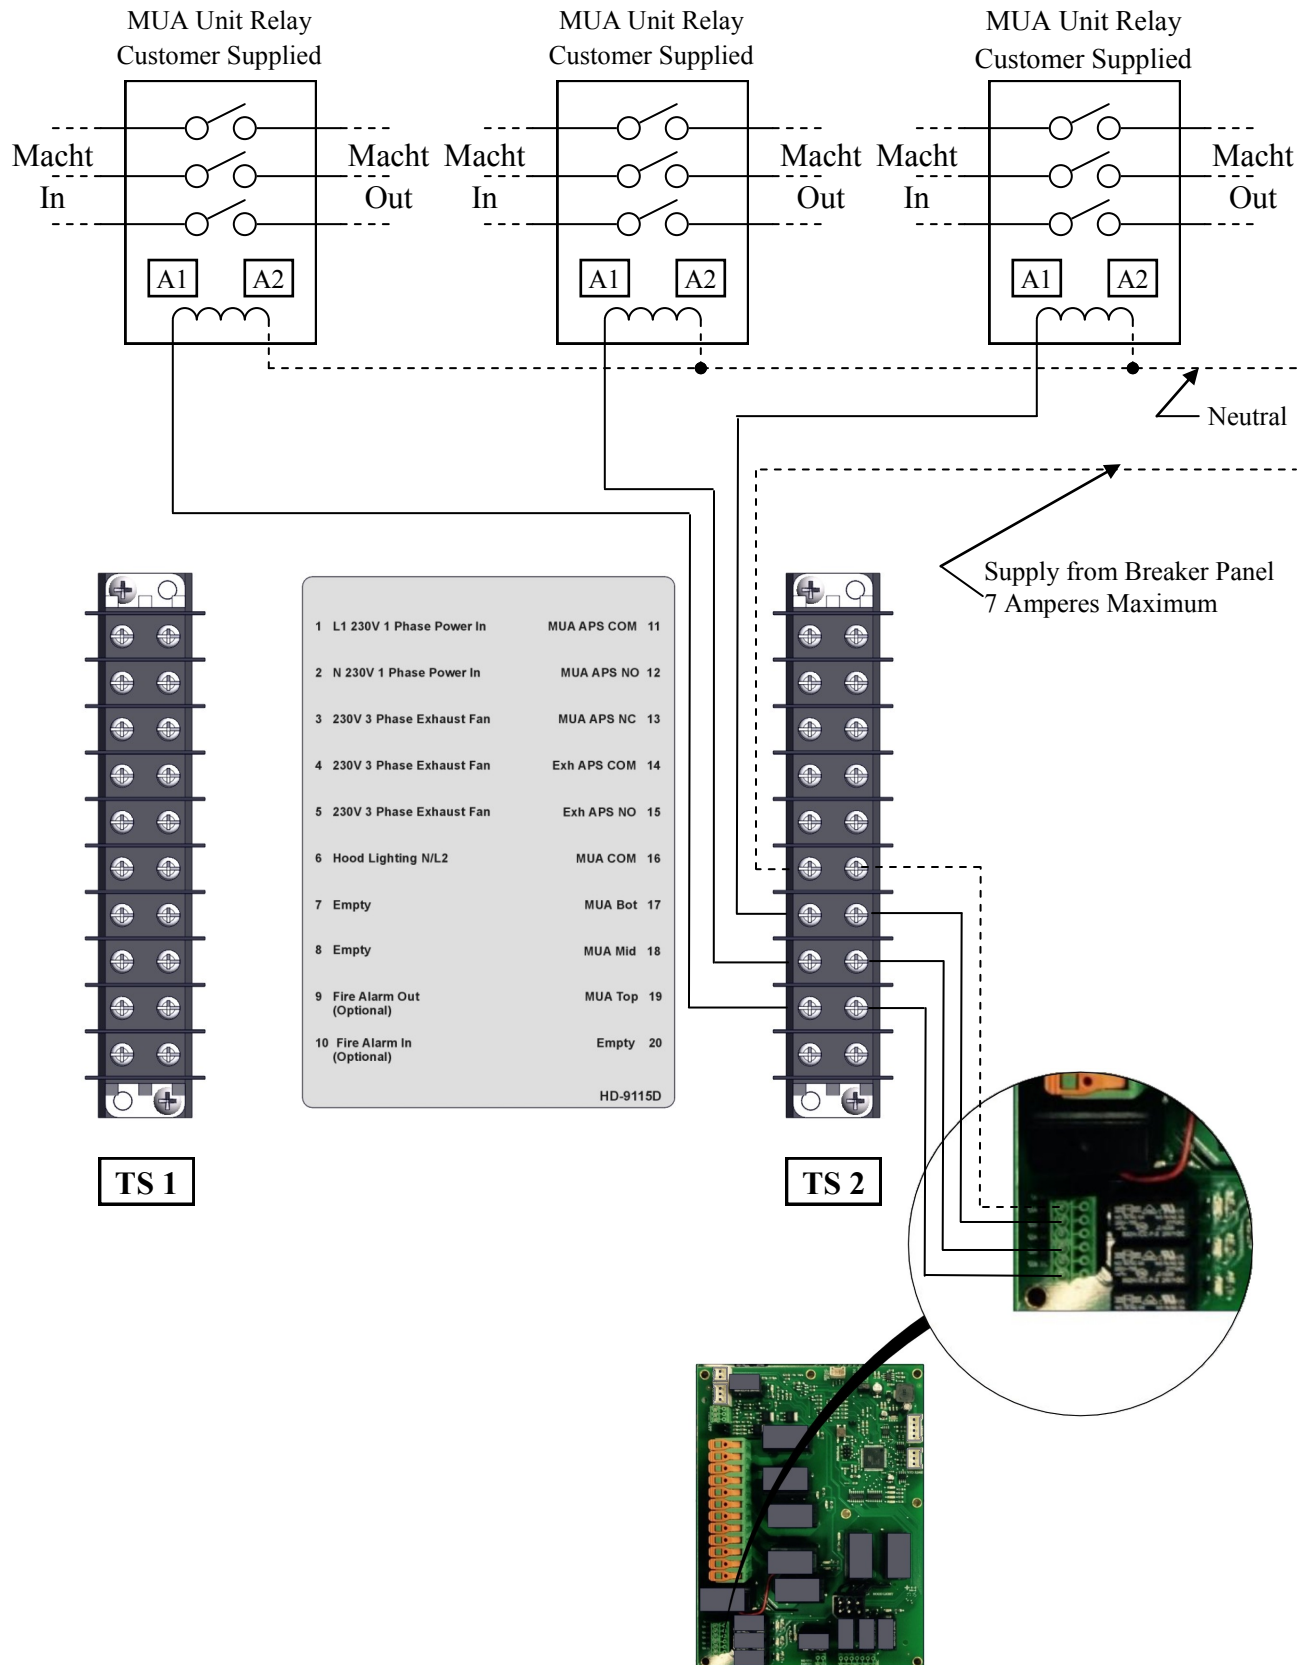 MUA Unit Relay
Customer Supplied
MUA Unit Relay
Customer Supplied
MUA Unit Relay
Customer Supplied
Macht
In
Macht
Out
Macht
In
Macht
Out
Macht
In
Macht
Out
A1
A2
A1
A2
A1
A2
Neutral
Supply from Breaker Panel
7 Amperes Maximum
1 L1 230V 1 Phase Power In
MUA APS COM 11
2 N 230V 1 Phase Power In
MUA APS NO 12
3 230V 3 Phase Exhaust Fan
MUA APS NC 13
4 230V 3 Phase Exhaust Fan
Exh APS COM 14
5 230V 3 Phase Exhaust Fan
Exh APS NO 15
6 Hood Lighting N/L2
MUA COM 16
7 Empty
MUA Bot 17
8 Empty
MUA Mid 18
9 Fire Alarm Out
(Optional)
MUA Top 19
10 Fire Alarm In
(Optional)
Empty 20
HD-9115D
TS 1
TS 2